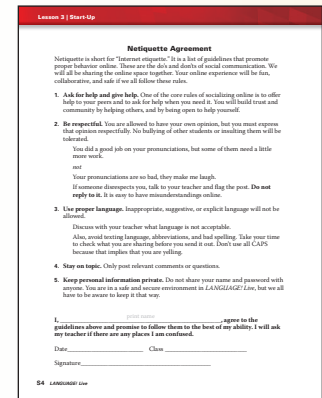 Lesson 3 | Start-Up
Netiquette Agreement
Netiquette is short for "Internet etiquette." It is a list of guidelines that promote
proper behavior online. These are the do's and don'ts of social communication. We
will all be sharing the online space together. Your online experience will be fun,
collaborative, and safe if we all follow these rules.
1. Ask for help and give help. One of the core rules of socializing online is to offer
help to your peers and to ask for help when you need it. You will build trust and
community by helping others, and by being open to help yourself.
2. Be respectful. You are allowed to have your own opinion, but you must express
that opinion respectfully. No bullying of other students or insulting them will be
tolerated.
You did a good job on your pronunciations, but some of them need a little
more work.
not
Your pronunciations are so bad, they make me laugh.
If someone disrespects you, talk to your teacher and flag the post. Do not
reply to it. It is easy to have misunderstandings online.
3. Use proper language. Inappropriate, suggestive, or explicit language will not be
allowed.
Discuss with your teacher what language is not acceptable.
Also, avoid texting language, abbreviations, and bad spelling. Take your time
to check what you are sharing before you send it out. Don't use all CAPS
because that implies that you are yelling.
4. Stay on topic. Only post relevant comments or questions.
5. Keep personal information private. Do not share your name and password with
anyone. You are in a safe and secure environment in LANGUAGE! Live, but we all
have to be aware to keep it that way.
print name
I, ____________________, agree to the
guidelines above and promise to follow them to the best of my ability. I will ask
my teacher if there are any places I am confused.
Date____________________ Class ____________________
Signature____________________
S4 LANGUAGE! Live